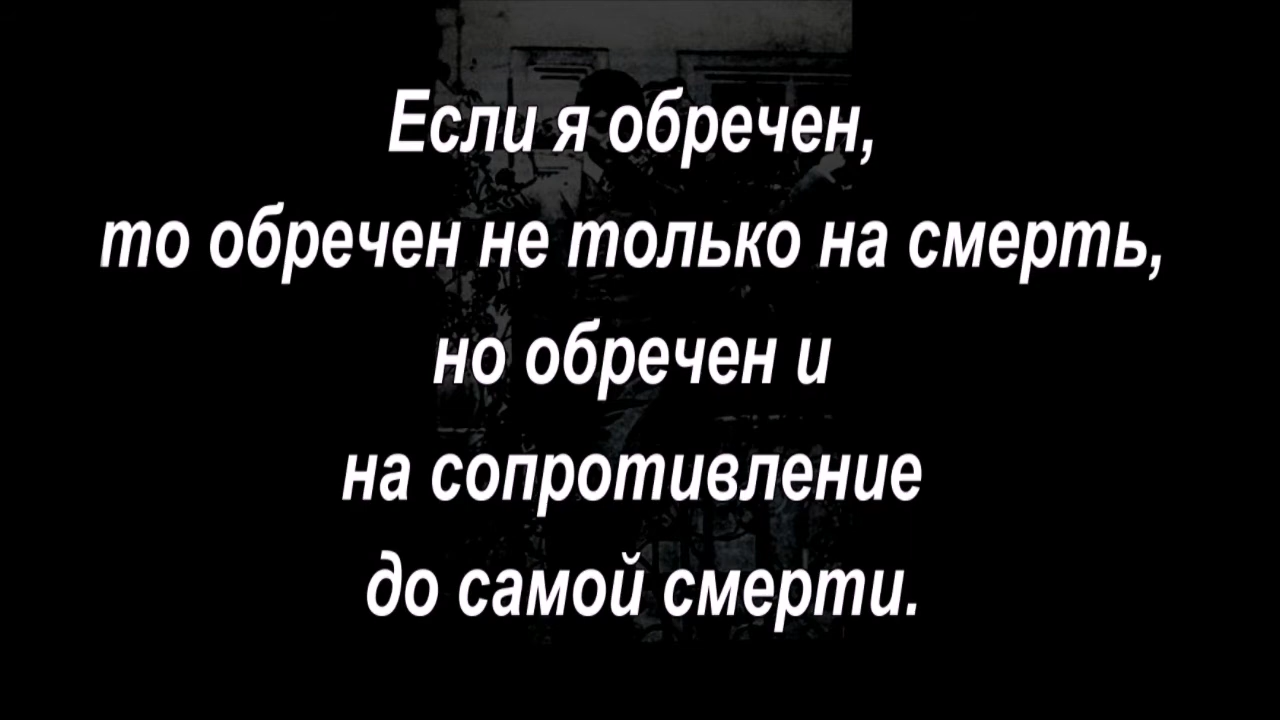 Если я обречен,
то обречен не только на смерть,
но обречен и
на сопротивление
до самой смерти.